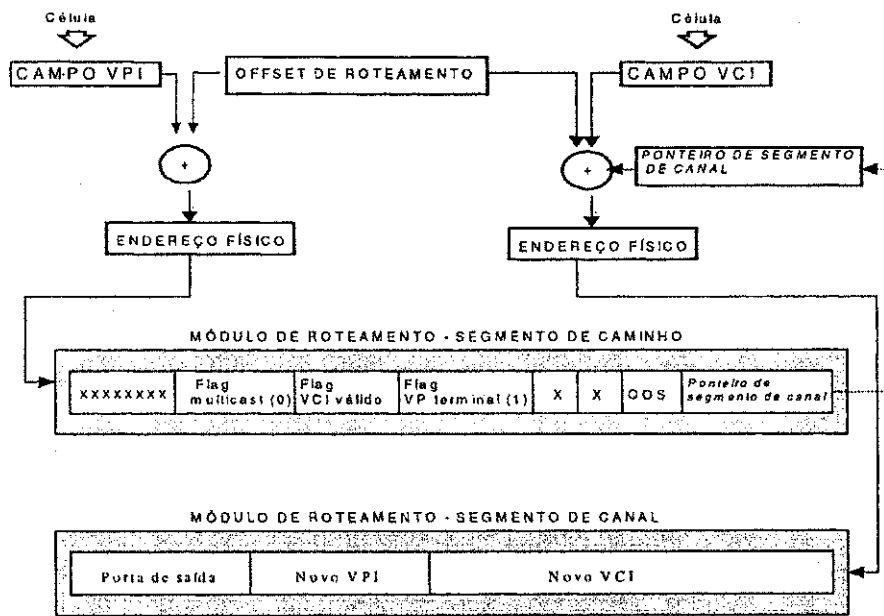 Célula
Célula
CAMPO VPI
OFFSET DE ROTEAMENTO
CAMPO VCI
+
+
PONTEIRO DE SEGMENTO
DE CANAL
ENDEREÇO FÍSICO
ENDEREÇO FÍSICO
MÓDULO DE ROTEAMENTO - SEGMENTO DE CAMINHO
XXXXXXXX
Flag
multicast (0)
Flag
VCI válido
Flag
VP terminal (1)
X
X
QOS
Ponteiro de
segmento de canal
MÓDULO DE ROTEAMENTO - SEGMENTO DE CANAL
Porta de saída
Novo VPI
Novo VCI